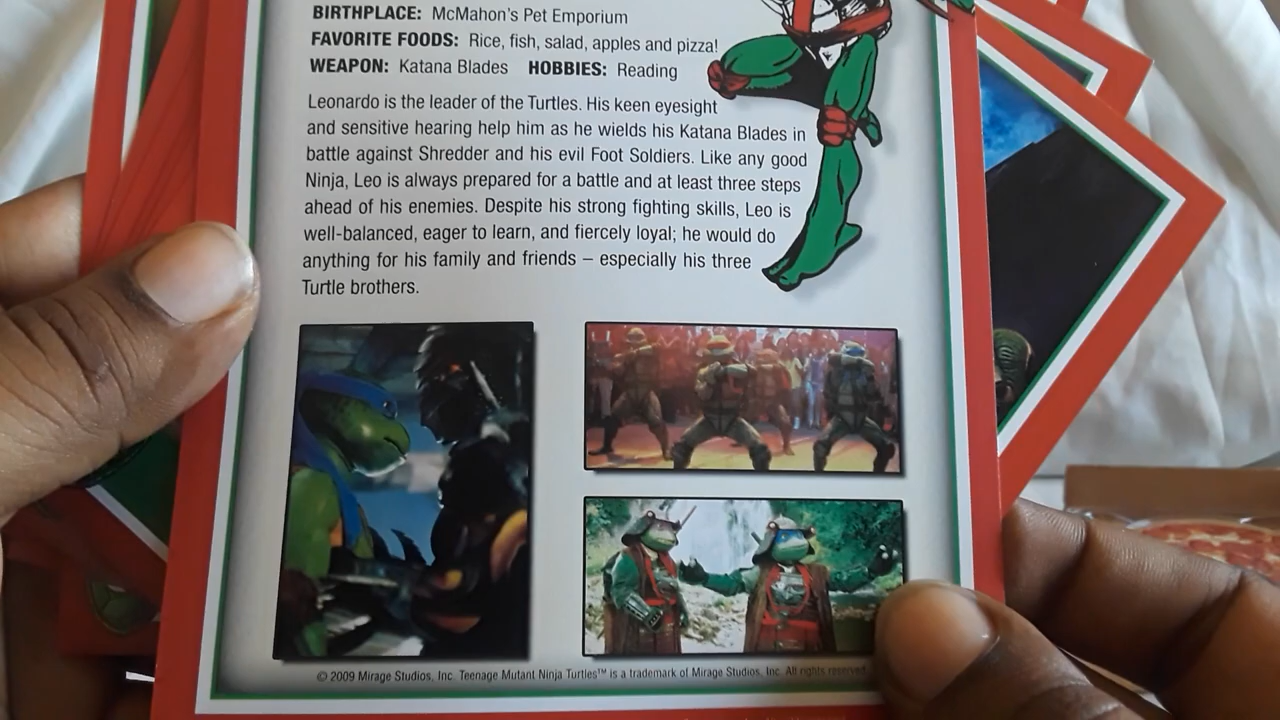 BIRTHPLACE: McMahon's Pet Emporium
FAVORITE FOODS: Rice, fish, salad, apples and pizza!
WEAPON: Katana Blades HOBBIES: Reading
Leonardo is the leader of the Turtles. His keen eyesight
and sensitive hearing help him as he wields his Katana Blades in
battle against Shredder and his evil Foot Soldiers. Like any good
Ninja, Leo is always prepared for a battle and at least three steps
ahead of his enemies. Despite his strong fighting skills, Leo is
well-balanced, eager to learn, and fiercely loyal; he would do
anything for his family and friends – especially his three
Turtle brothers.
© 2009 Mirage Studios, Inc. Teenage Mutant Ninja Turtles™ is a trademark of Mirage Studios, Inc. All rights reserved.